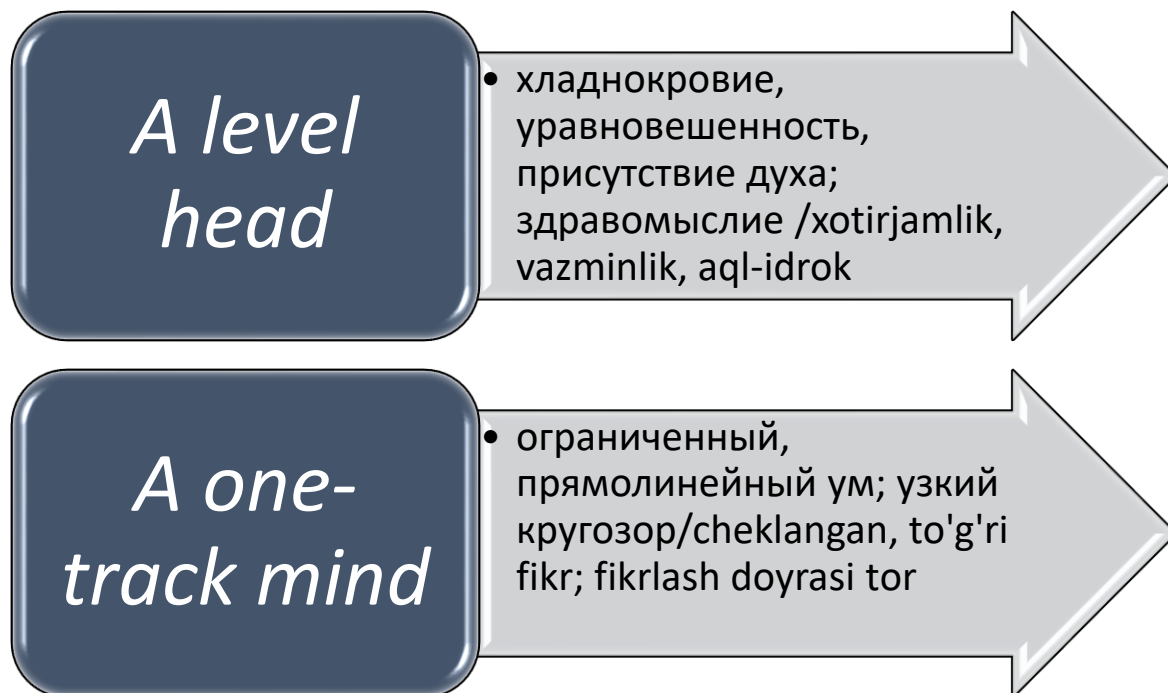 A level
head
• хладнокровие,
уравновешенность,
присутствие духа;
здравомыслие /xotirjamlik,
vazminlik, aql-idrok
A one-
track mind
• ограниченный,
прямолинейный ум; узкий
кругозор/cheklangan, to'g'ri
fikr; fikrlash doyrasi tor